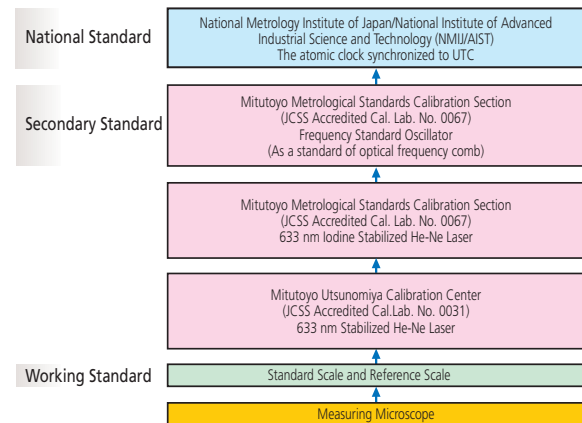 National Standard
National Metrology Institute of Japan/National Institute of Advanced
Industrial Science and Technology (NMIJ/AIST)
The atomic clock synchronized to UTC
Secondary Standard
Mitutoyo Metrological Standards Calibration Section
(JCSS Accredited Cal. Lab. No. 0067)
Frequency Standard Oscillator
(As a standard of optical frequency comb)
Mitutoyo Metrological Standards Calibration Section
(JCSS Accredited Cal. Lab. No. 0067)
633 nm Iodine Stabilized He-Ne Laser
Mitutoyo Utsunomiya Calibration Center
(JCSS Accredited Cal.Lab. No. 0031)
633 nm Stabilized He-Ne Laser
Working Standard
Standard Scale and Reference Scale
Measuring Microscope